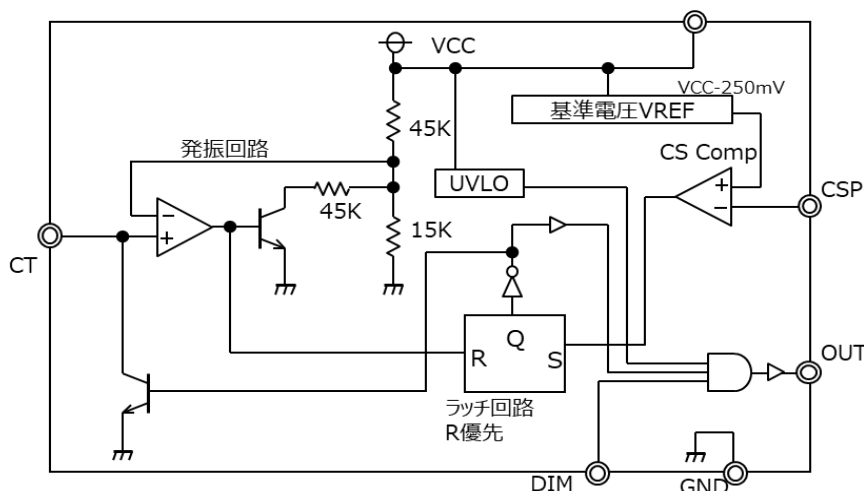 VCC
VCC-250mV
基準電圧VREF
45K
発振回路
CS Comp
UVLO
+
-
CSP
45K
-
+
15K
CT
Q
R
S
OUT
ラッチ回路
R優先
DIM
GND